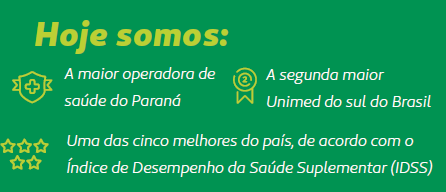 Hoje somos:
A maior operadora de
saúde do Paraná
2
A segunda maior
Unimed do sul do Brasil
Uma das cinco melhores do país, de acordo com o
Índice de Desempenho da Saúde Suplementar (IDSS)